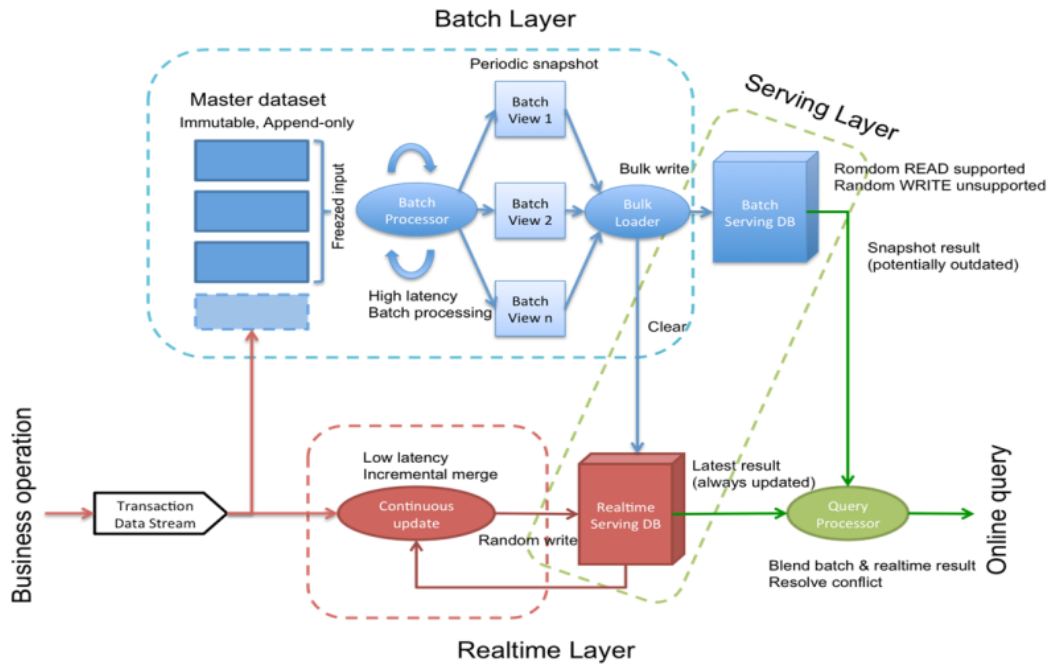 Batch Layer
Periodic snapshot
Master dataset
Immutable, Append-only
Freezed input
Batch
Processor
High latency
Batch processing
Batch
View 1
Batch
View 2
Batch
View n
Bulk write
Bulk
Loader
Clear
Serving Layer
Batch
Serving DB
Romdom READ supported
Random WRITE unsupported
Snapshot result
(potentially outdated)
Business operation
Transaction
Data Stream
Low latency
Incremental merge
Continuous
update
Random write
Realtime
Serving DB
Latest result
(always updated)
Query
Processor
Blend batch & realtime result
Resolve conflict
Online query
Realtime Layer